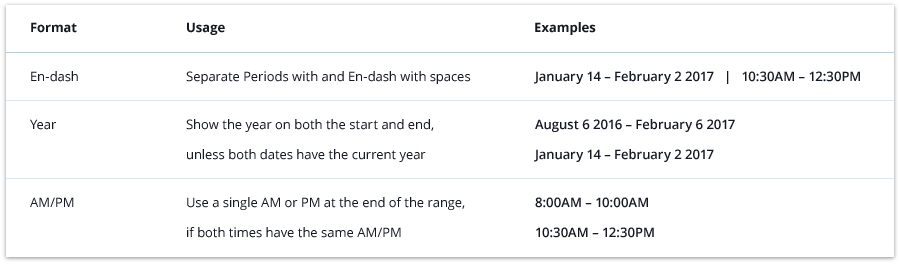 Format Usage Examples
En-dash Separate Periods with and En-dash with spaces January 14 – February 2 2017 | 10:30AM – 12:30PM
Year Show the year on both the start and end, August 6 2016 – February 6 2017
unless both dates have the current year January 14 – February 2 2017
AM/PM Use a single AM or PM at the end of the range, 8:00AM – 10:00AM
if both times have the same AM/PM 10:30AM – 12:30PM